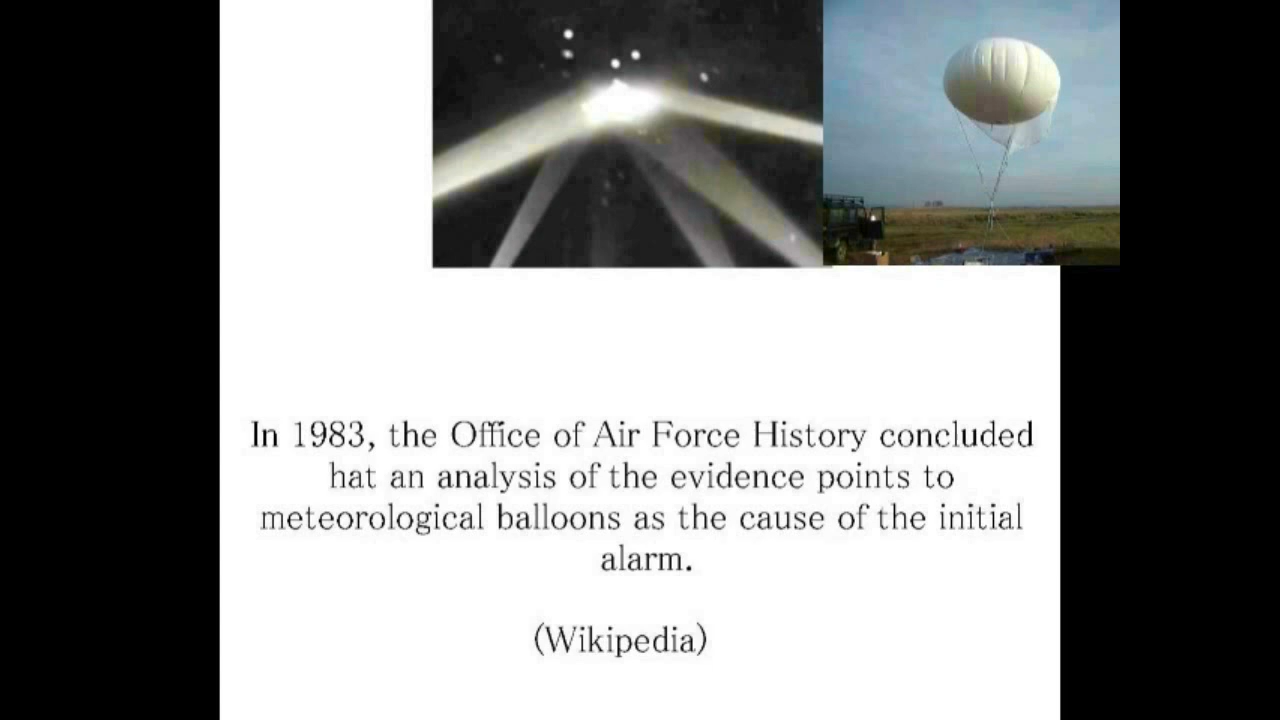 In 1983, the Office of Air Force History concluded
hat an analysis of the evidence points to
meteorological balloons as the cause of the initial
alarm.
(Wikipedia)